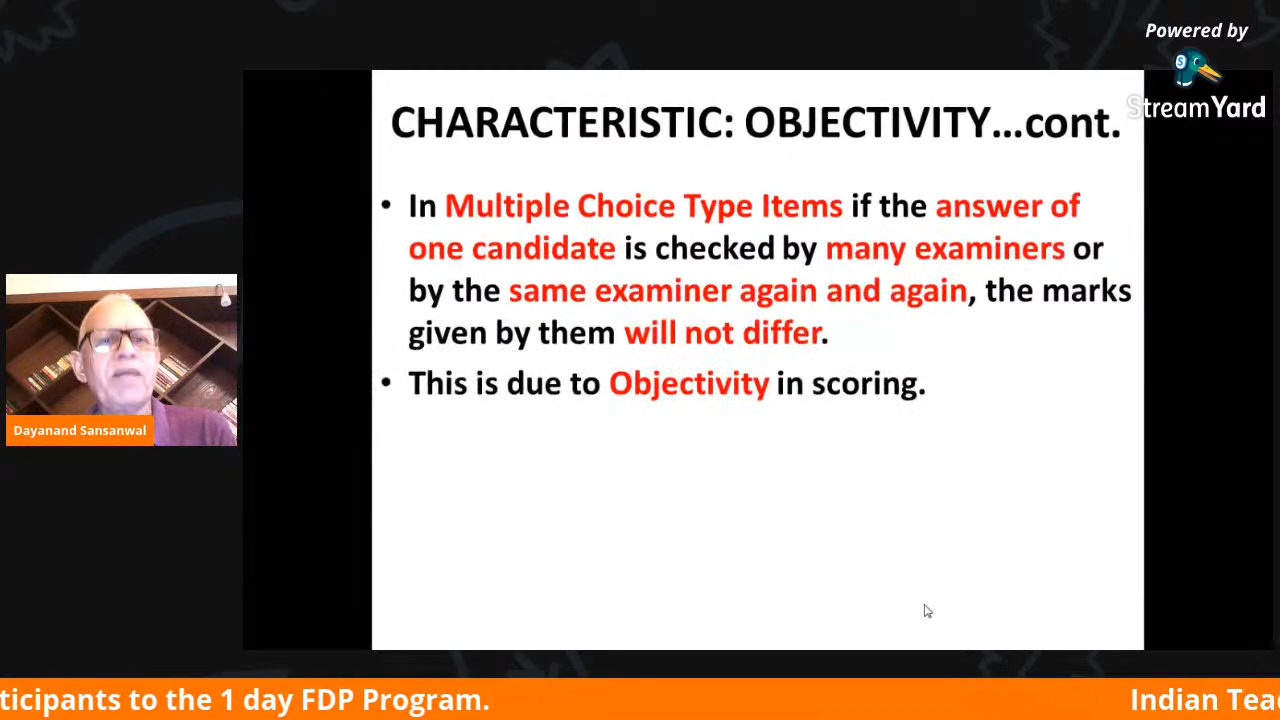 Powered by
StreamYard
CHARACTERISTIC: OBJECTIVITY...cont.
• In Multiple Choice Type Items if the answer of
one candidate is checked by many examiners or
by the same examiner again and again, the marks
given by them will not differ.
• This is due to Objectivity in scoring.
Dayanand Sansanwal
ticipants to the 1 day FDP Program.
Indian Tea